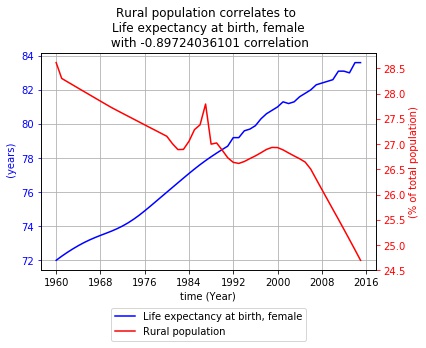 Rural population correlates to
Life expectancy at birth, female
with -0.89724036101 correlation
84
82
80
78
76
74
72
(years)
28.5
28.0
27.5
27.0
26.5
26.0
25.5
25.0
24.5
(% of total population)
1960 1968 1976 1984 1992 2000 2008 2016
time (Year)
Life expectancy at birth, female
Rural population